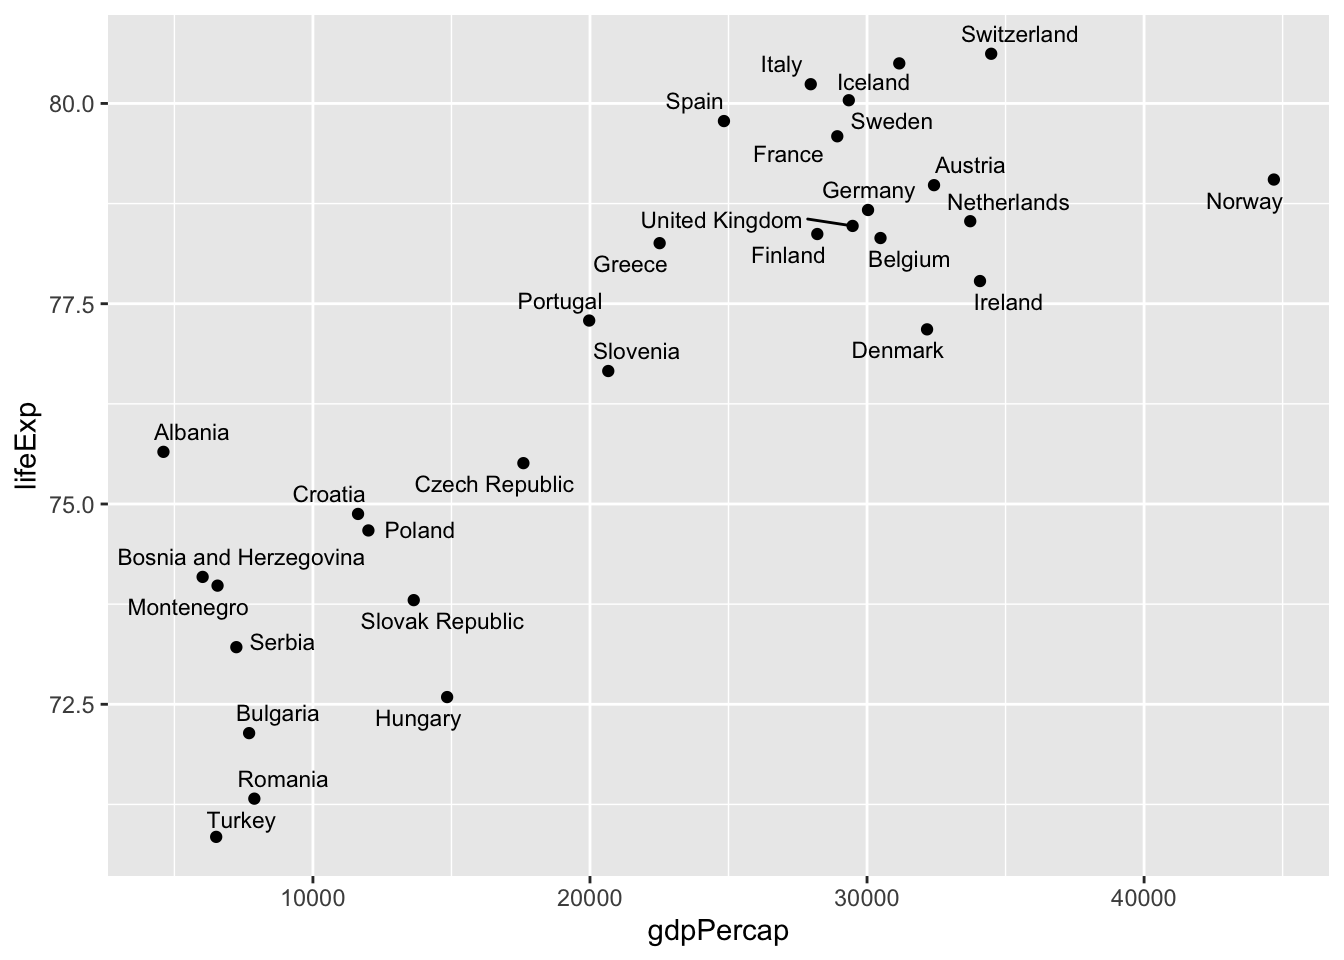 Switzerland
Italy
Iceland
Spain
80.0
Sweden
France
Austria
Germany
Netherlands
Norway
United Kingdom
Finland
Belgium
Greece
Portugal
77.5
Ireland
Slovenia
Denmark
Albania
lifeExp
Czech Republic
Croatia
75.0
Poland
Bosnia and Herzegovina
Montenegro
Slovak Republic
Serbia
72.5
Bulgaria
Hungary
Romania
Turkey
10000
20000
30000
40000
gdpPercap